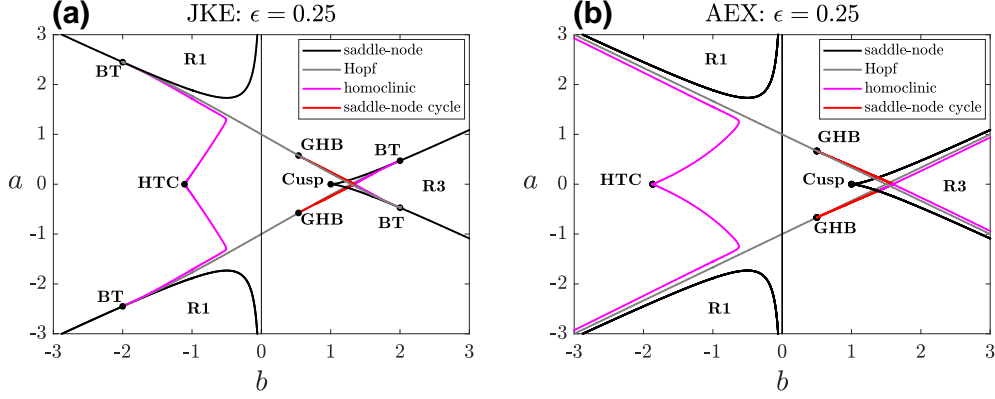 (a)
JKE: ϵ = 0.25
3
2
1
0
-1
-2
-3
a
-3
-2
-1
0
1
2
3
b
R1
BT
saddle-node
Hopf
homoclinic
saddle-node cycle
GHB
BT
HTC
Cusp
R3
GHB
BT
BT
R1
(b)
AEX: ϵ = 0.25
3
2
1
0
-1
-2
-3
a
-3
-2
-1
0
1
2
3
b
R1
saddle-node
Hopf
homoclinic
saddle-node cycle
GHB
HTC
Cusp
R3
GHB
R1